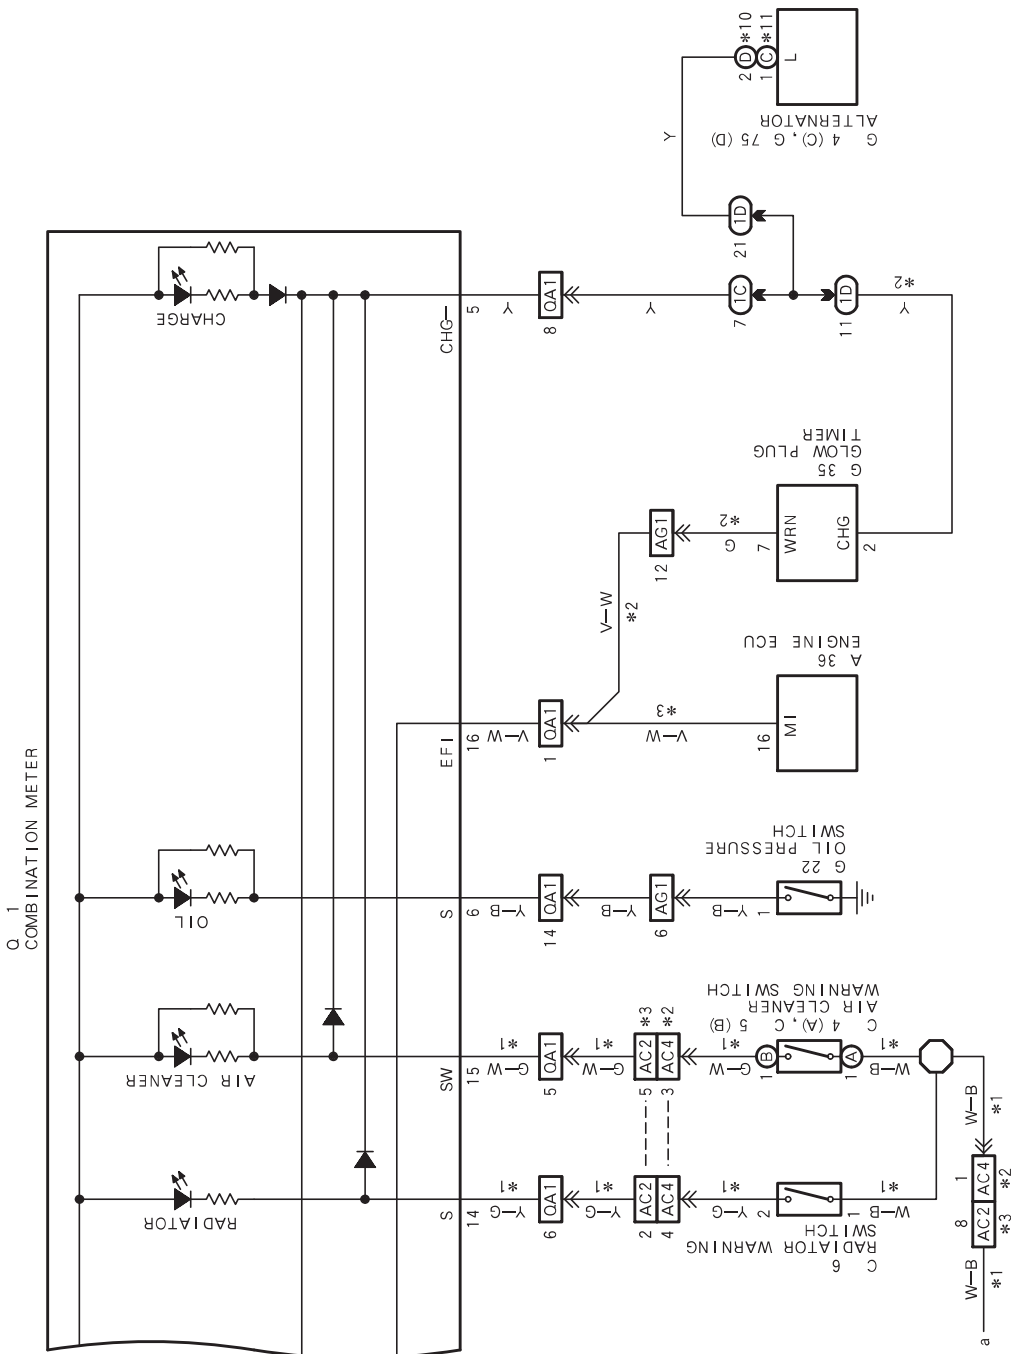 Q 1
COMBINATION METER
CHARGE
OIL
AIR CLEANER
RADIATOR
CHG−
5
Y
8
QA1
Y
7
1C
11
1D
Y
*2
21
1D
Y
2
D
*10
1
C
*11
L
G 4 (C), G 75 (D)
ALTERNATOR
EFI
16
V−W
1
QA1
V−W
*3
16
MI
A 36
ENGINE ECU
V−W
*2
12
AG1
G
*2
7
WRN
CHG
2
G 35
GLOW PLUG
TIMER
S
6
Y−B
14
QA1
Y−B
6
AG1
Y−B
1
G 22
OIL PRESSURE
SWITCH
SW
15
G−W
*1
5
QA1
G−W
*1
5
AC2
*3
3
AC4
*2
G−W
*1
1
B
1
A
W−B
*1
C 4 (A), C 5 (B)
AIR CLEANER
WARNING SWITCH
S
14
Y−G
*1
6
QA1
Y−G
*1
2
AC2
4
AC4
Y−G
*1
2
1
W−B
*1
C 6
RADIATOR WARNING
SWITCH
W−B
*1
1
AC4
*2
8
AC2
*3
W−B
*1
a